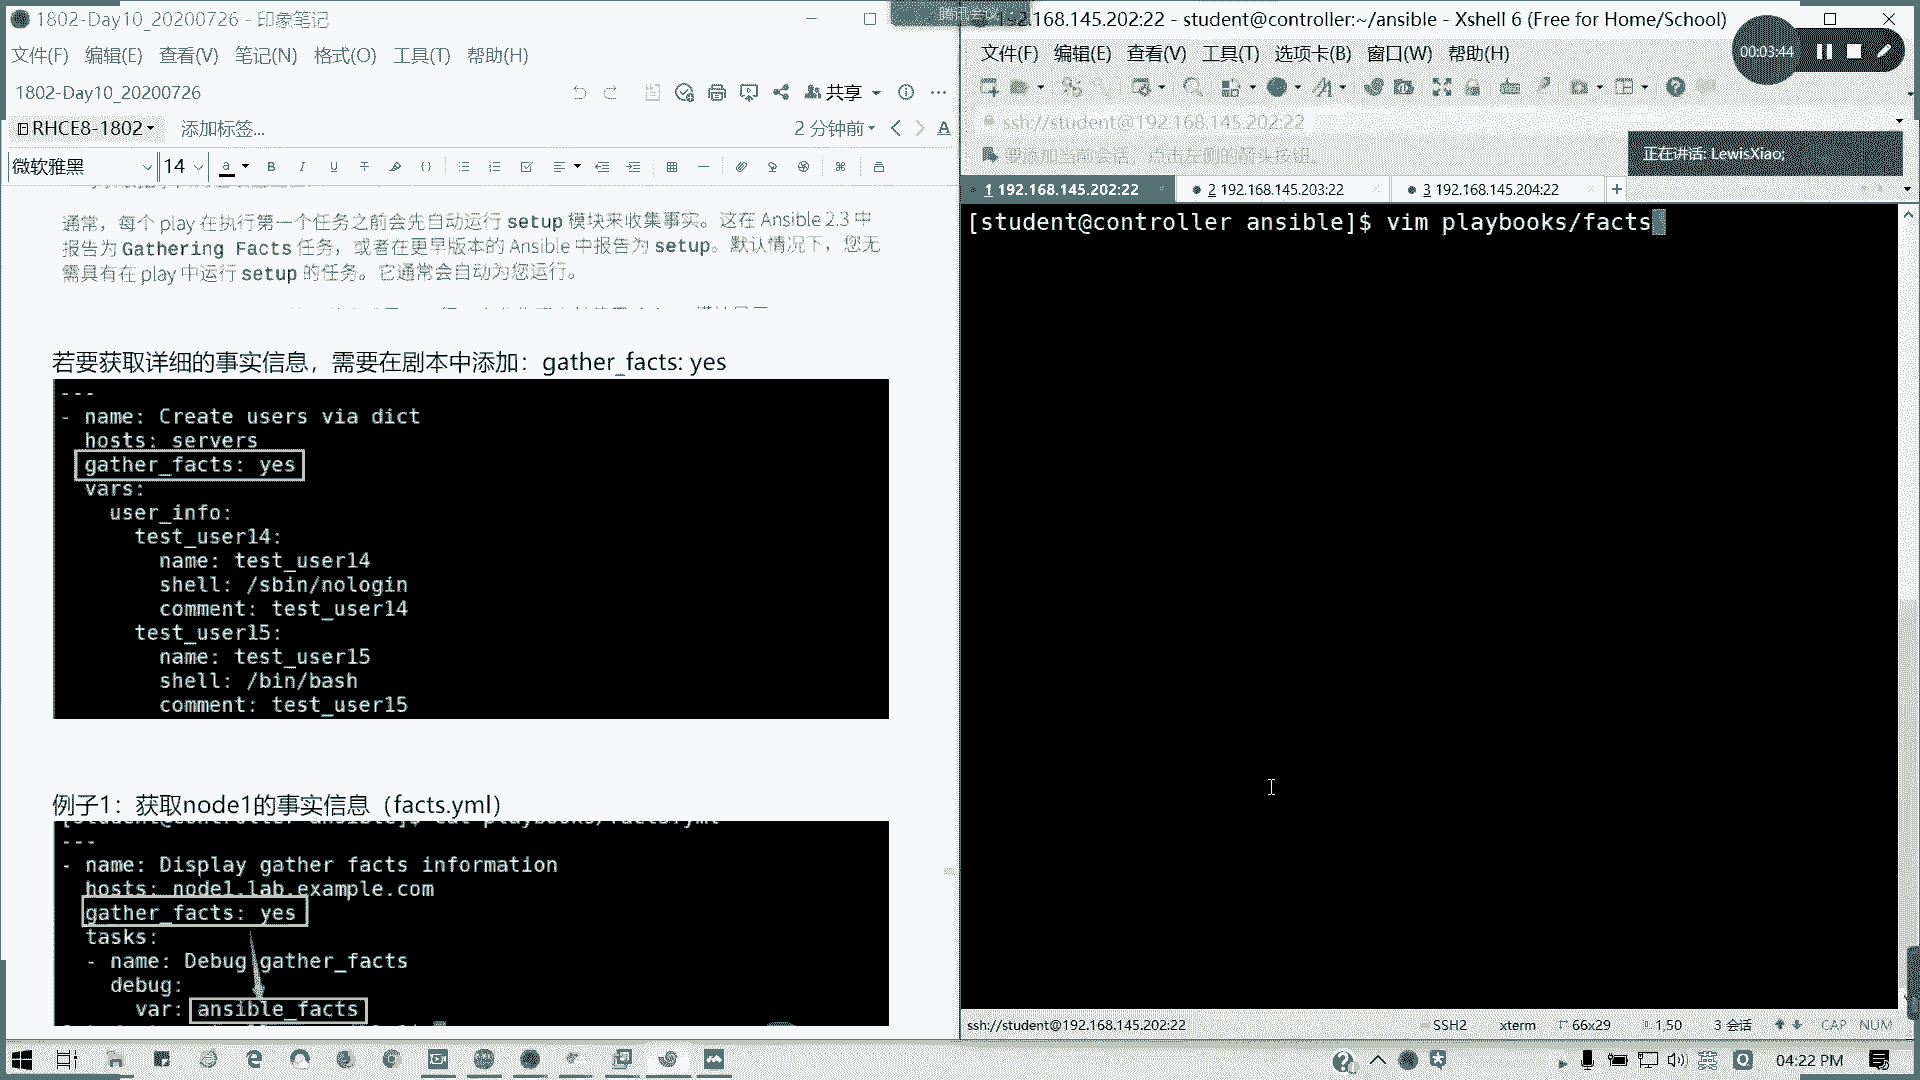 1802-Day10_20200726 - 印象笔记
文件(F) 编辑(E) 查看(V) 笔记(N) 格式(O) 工具(T) 帮助(H)
1802-Day10_20200726
共享
RHCE8-1802
添加标签...
2 分钟前
微软雅黑
14
通常，每个 play 在执行第一个任务之前会先自动运行 setup 模块来收集事实。这在 Ansible 2.3 中
报告为 Gathering Facts 任务，或者在更早版本的 Ansible 中报告为 setup。默认情况下，您无
需具有在 play 中运行 setup 的任务。它通常会自动为您运行。
若要获取详细的事实信息，需要在剧本中添加：gather_facts: yes
---
- name: Create users via dict
hosts: servers
gather_facts: yes
vars:
user_info:
test_user14:
name: test_user14
shell: /sbin/nologin
comment: test_user14
test_user15:
name: test_user15
shell: /bin/bash
comment: test_user15
例子1：获取node1的事实信息（facts.yml）
---
- name: Display gather facts information
hosts: node1.lab.example.com
gather_facts: yes
tasks:
- name: Debug gather_facts
debug:
var: ansible_facts
192.168.145.202:22 - student@controller:~/ansible - Xshell 6 (Free for Home/School)
文件(F) 编辑(E) 查看(V) 工具(T) 选项卡(B) 窗口(W) 帮助(H)
00:03:44
ssh://student@192.168.145.202:22
要添加当前会话，点击左侧的箭头按钮。
正在讲话: LewisXiao;
1 192.168.145.202:22
2 192.168.145.203:22
3 192.168.145.204:22
[student@controller ansible]$ vim playbooks/facts
ssh://student@192.168.145.202:22
SSH2
xterm
66x29
1,50
3 会话
CAP NUM
英
04:22 PM